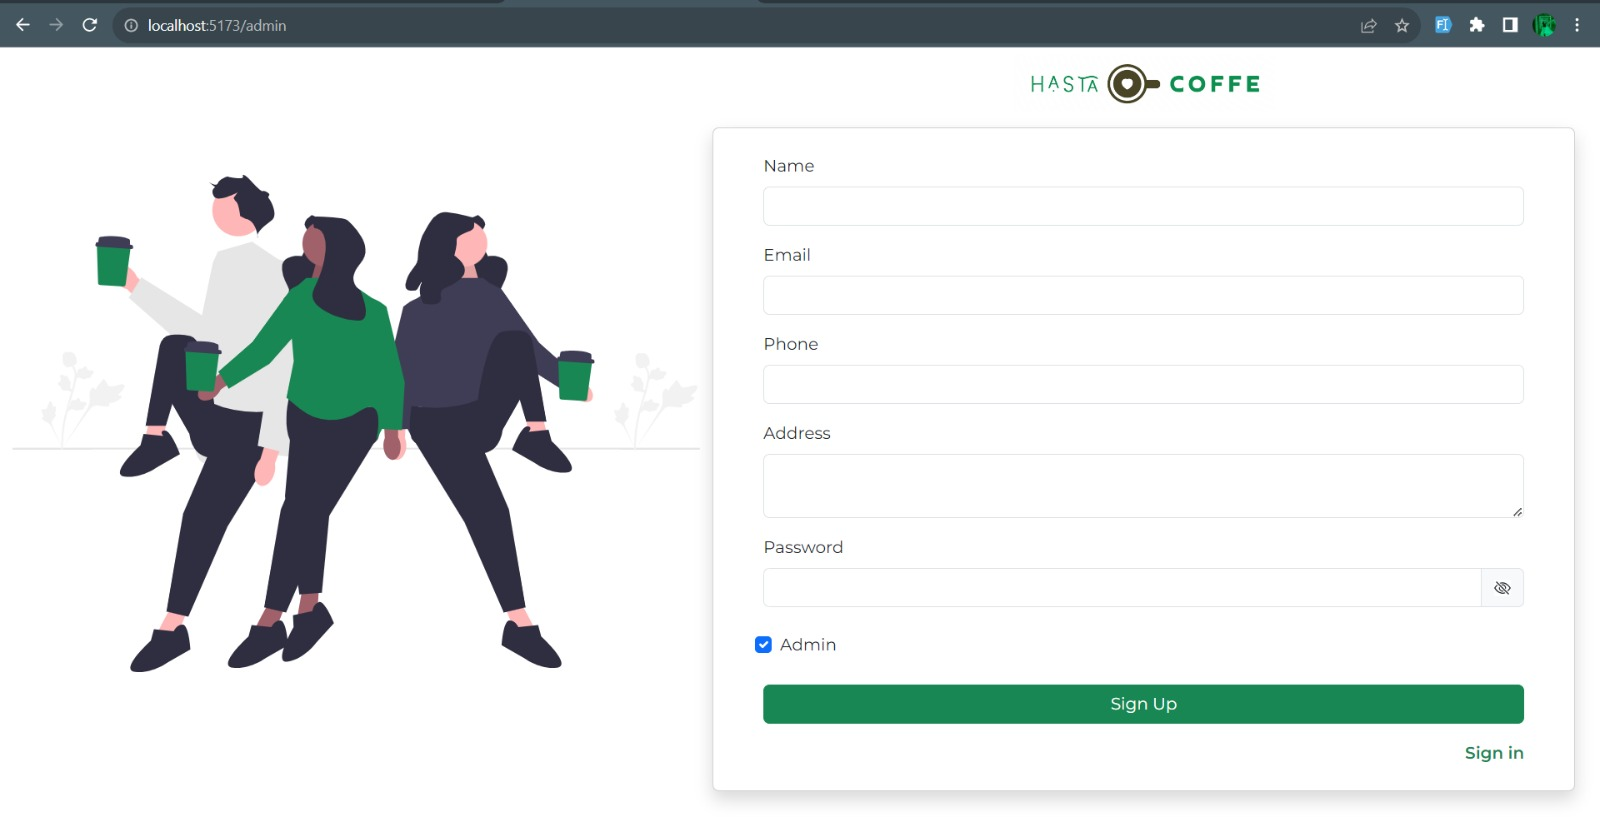 localhost:5173/admin
HASTA COFFE
Name
Email
Phone
Address
Password
Admin
Sign Up
Sign in